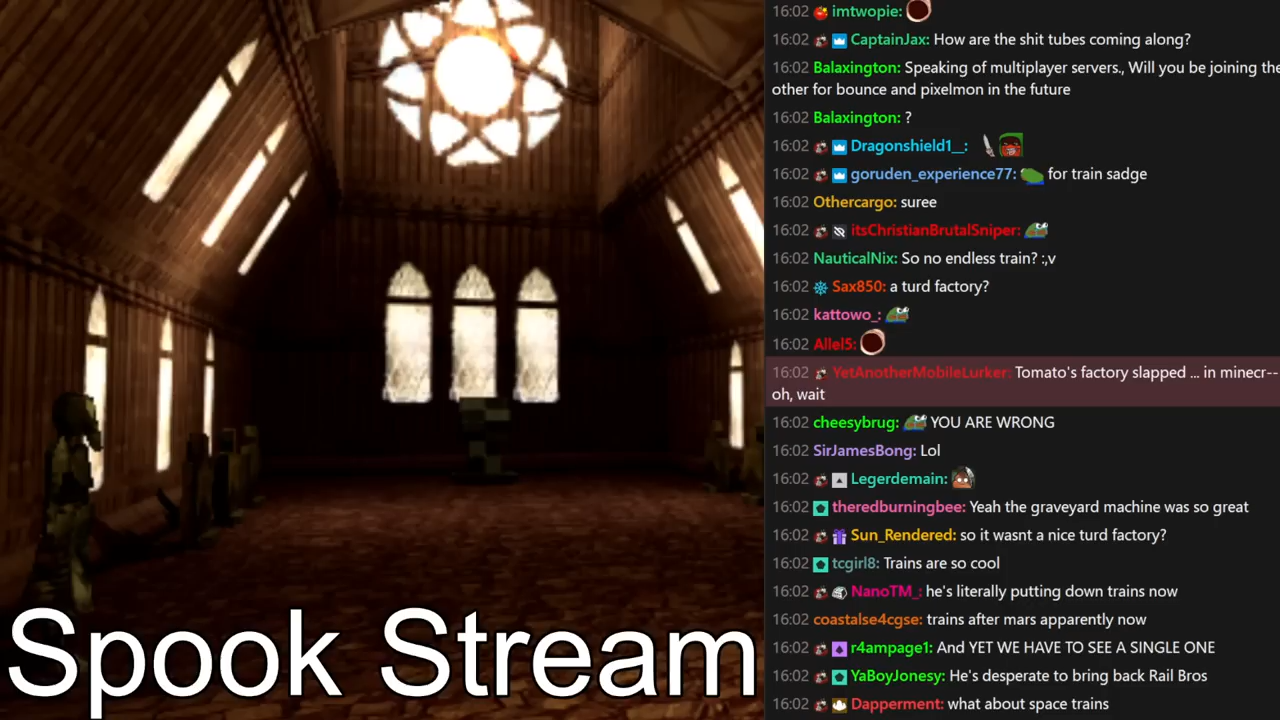 16:02 imtwopie:
16:02 CaptainJax: How are the shit tubes coming along?
16:02 Balaxington: Speaking of multiplayer servers., Will you be joining the
other for bounce and pixelmon in the future
16:02 Balaxington: ?
16:02 Dragonshield1__:
16:02 goruden_experience77: for train sadge
16:02 Othercargo: suree
16:02 itsChristianBrutalSniper:
16:02 NauticalNix: So no endless train? :,v
16:02 Sax850: a turd factory?
16:02 kattowo_:
16:02 Allel5:
16:02 YetAnotherMobileLurker: Tomato's factory slapped ... in minecr--
oh, wait
16:02 cheesybrug: YOU ARE WRONG
16:02 SirJamesBong: Lol
16:02 Legerdemain:
16:02 theredburningbee: Yeah the graveyard machine was so great
16:02 Sun_Rendered: so it wasnt a nice turd factory?
16:02 tcgirl8: Trains are so cool
16:02 NanoTM_: he's literally putting down trains now
16:02 coastalse4cgse: trains after mars apparently now
16:02 r4ampage1: And YET WE HAVE TO SEE A SINGLE ONE
16:02 YaBoyJonesy: He's desperate to bring back Rail Bros
16:02 Dapperment: what about space trains
Spook Stream